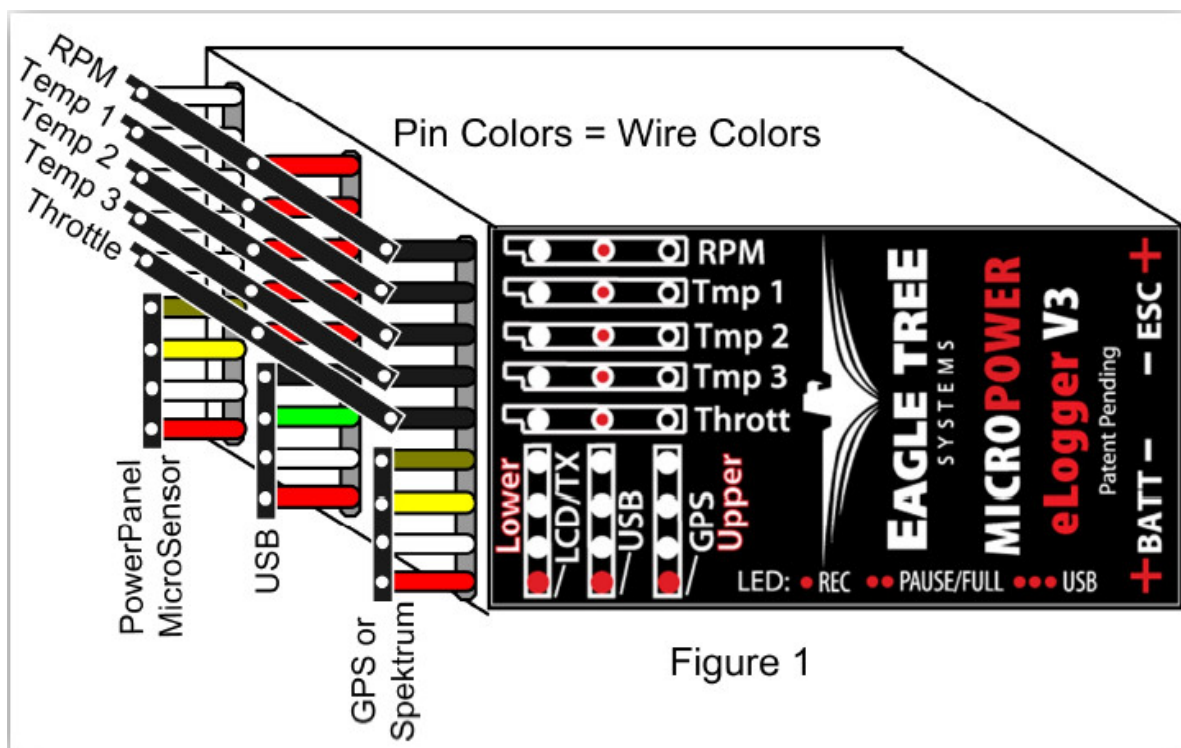 RPM
Temp 1
Temp 2
Temp 3
Throttle
Pin Colors = Wire Colors
PowerPanel
MicroSensor
USB
GPS or
Spektrum
RPM
Tmp 1
Tmp 2
Tmp 3
Thrott
Lower
LCD/TX
USB
GPS
Upper
EAGLE TREE
SYSTEMS
MICROPOWER
eLogger V3
Patent Pending
BATT – – ESC +
+
LED: • REC •• PAUSE/FULL ••• USB
Figure 1